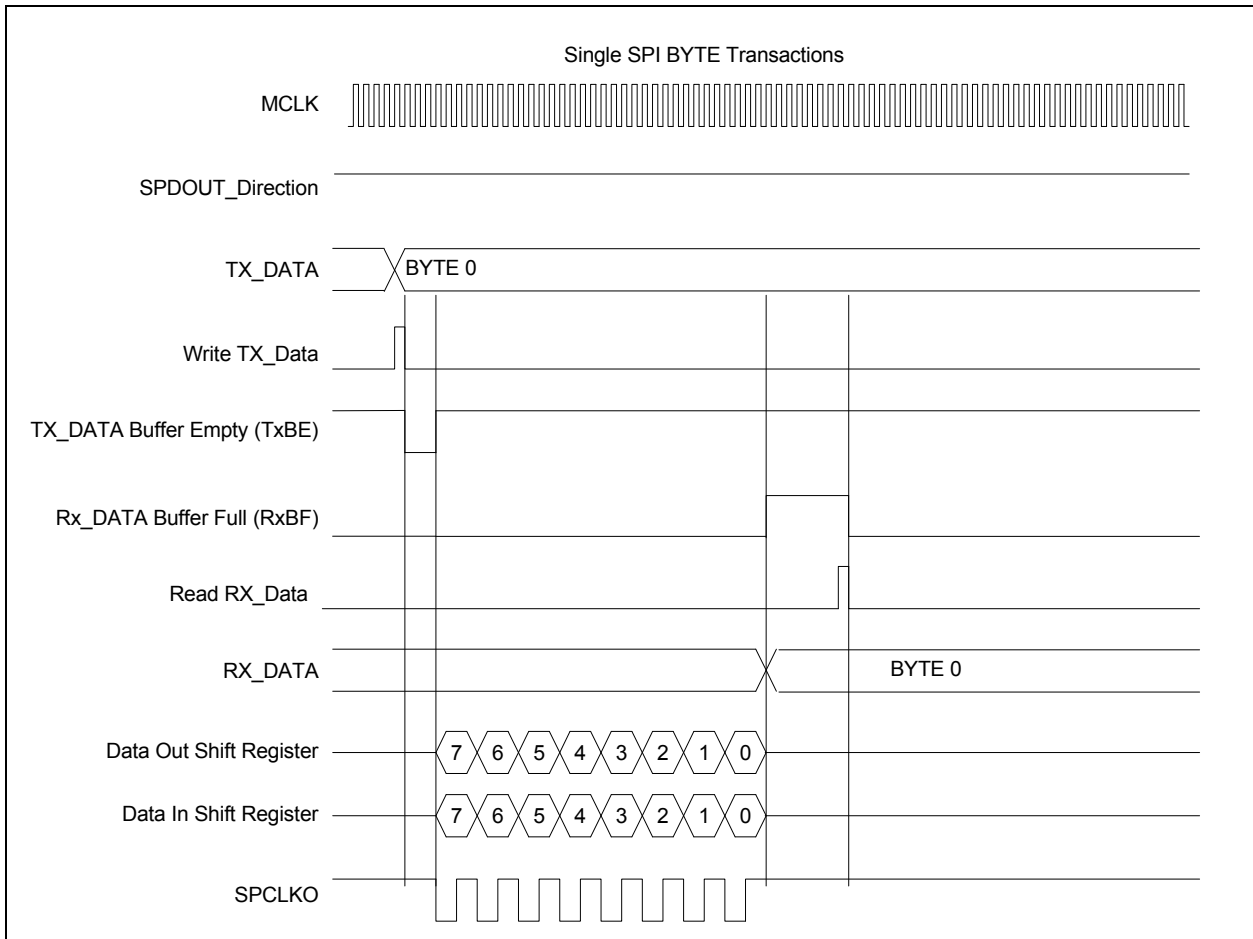 Single SPI BYTE Transactions
MCLK
SPDOUT_Direction
TX_DATA
BYTE 0
Write TX_Data
TX_DATA Buffer Empty (TxBE)
Rx_DATA Buffer Full (RxBF)
Read RX_Data
RX_DATA
BYTE 0
Data Out Shift Register
7 6 5 4 3 2 1 0
Data In Shift Register
7 6 5 4 3 2 1 0
SPCLKO